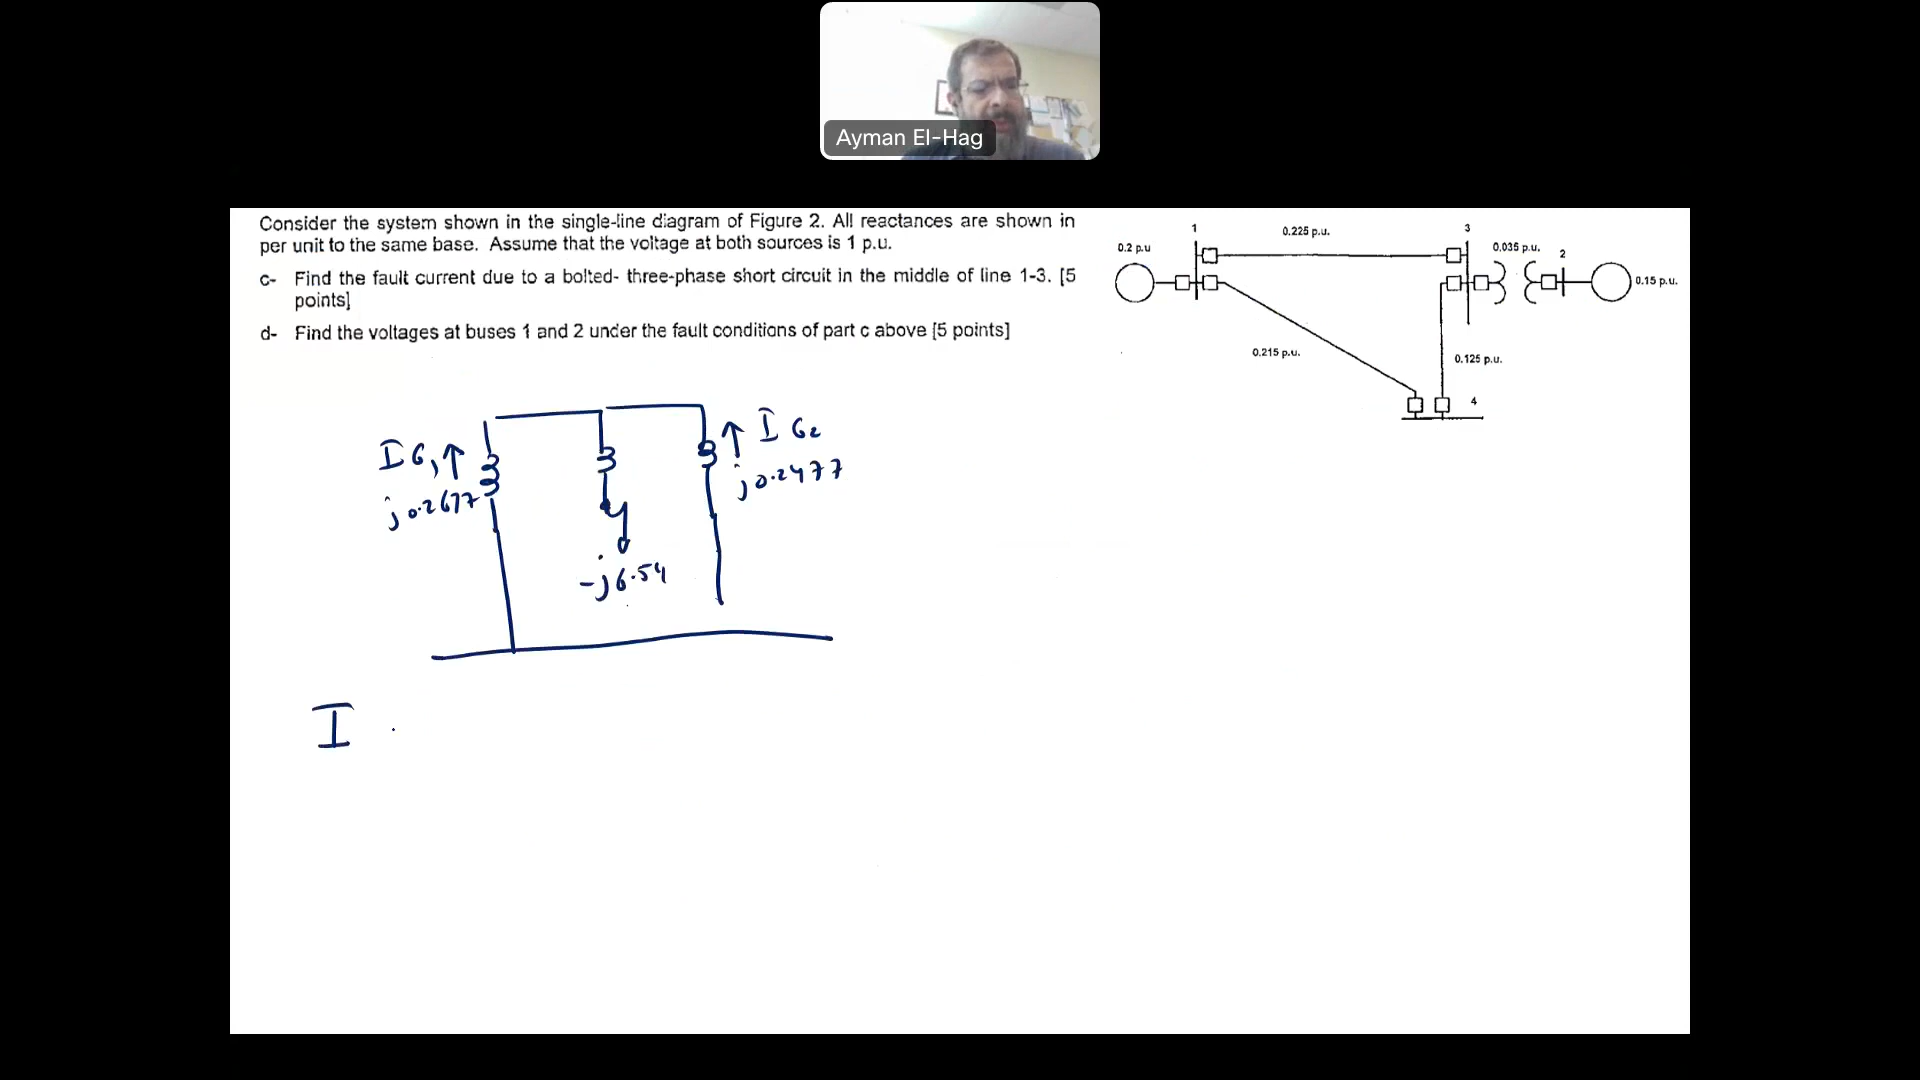 Ayman El-Hag
Consider the system shown in the single-line diagram of Figure 2. All reactances are shown in
per unit to the same base. Assume that the voltage at both sources is 1 p.u.
c- Find the fault current due to a bolted- three-phase short circuit in the middle of line 1-3. [5
points]
d- Find the voltages at buses 1 and 2 under the fault conditions of part c above [5 points]
1
0.225 p.u.
3
0.2 p.u
0.035 p.u.
2
0.15 p.u.
0.215 p.u.
0.125 p.u.
4
IG1
j0.2677
IG2
j0.2477
-j6.54
I